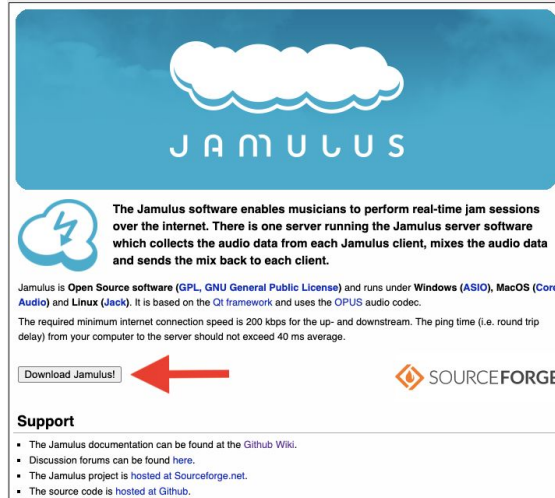 JAMULUS
The Jamulus software enables musicians to perform real-time jam sessions
over the internet. There is one server running the Jamulus server software
which collects the audio data from each Jamulus client, mixes the audio data
and sends the mix back to each client.
Jamulus is Open Source software (GPL, GNU General Public License) and runs under Windows (ASIO), MacOS (Core
Audio) and Linux (Jack). It is based on the Qt framework and uses the OPUS audio codec.
The required minimum internet connection speed is 200 kbps for the up- and downstream. The ping time (i.e. round trip
delay) from your computer to the server should not exceed 40 ms average.
Download Jamulus!
SOURCEFORGE
Support
▪ The Jamulus documentation can be found at the Github Wiki.
▪ Discussion forums can be found here.
▪ The Jamulus project is hosted at Sourceforge.net.
▪ The source code is hosted at Github.